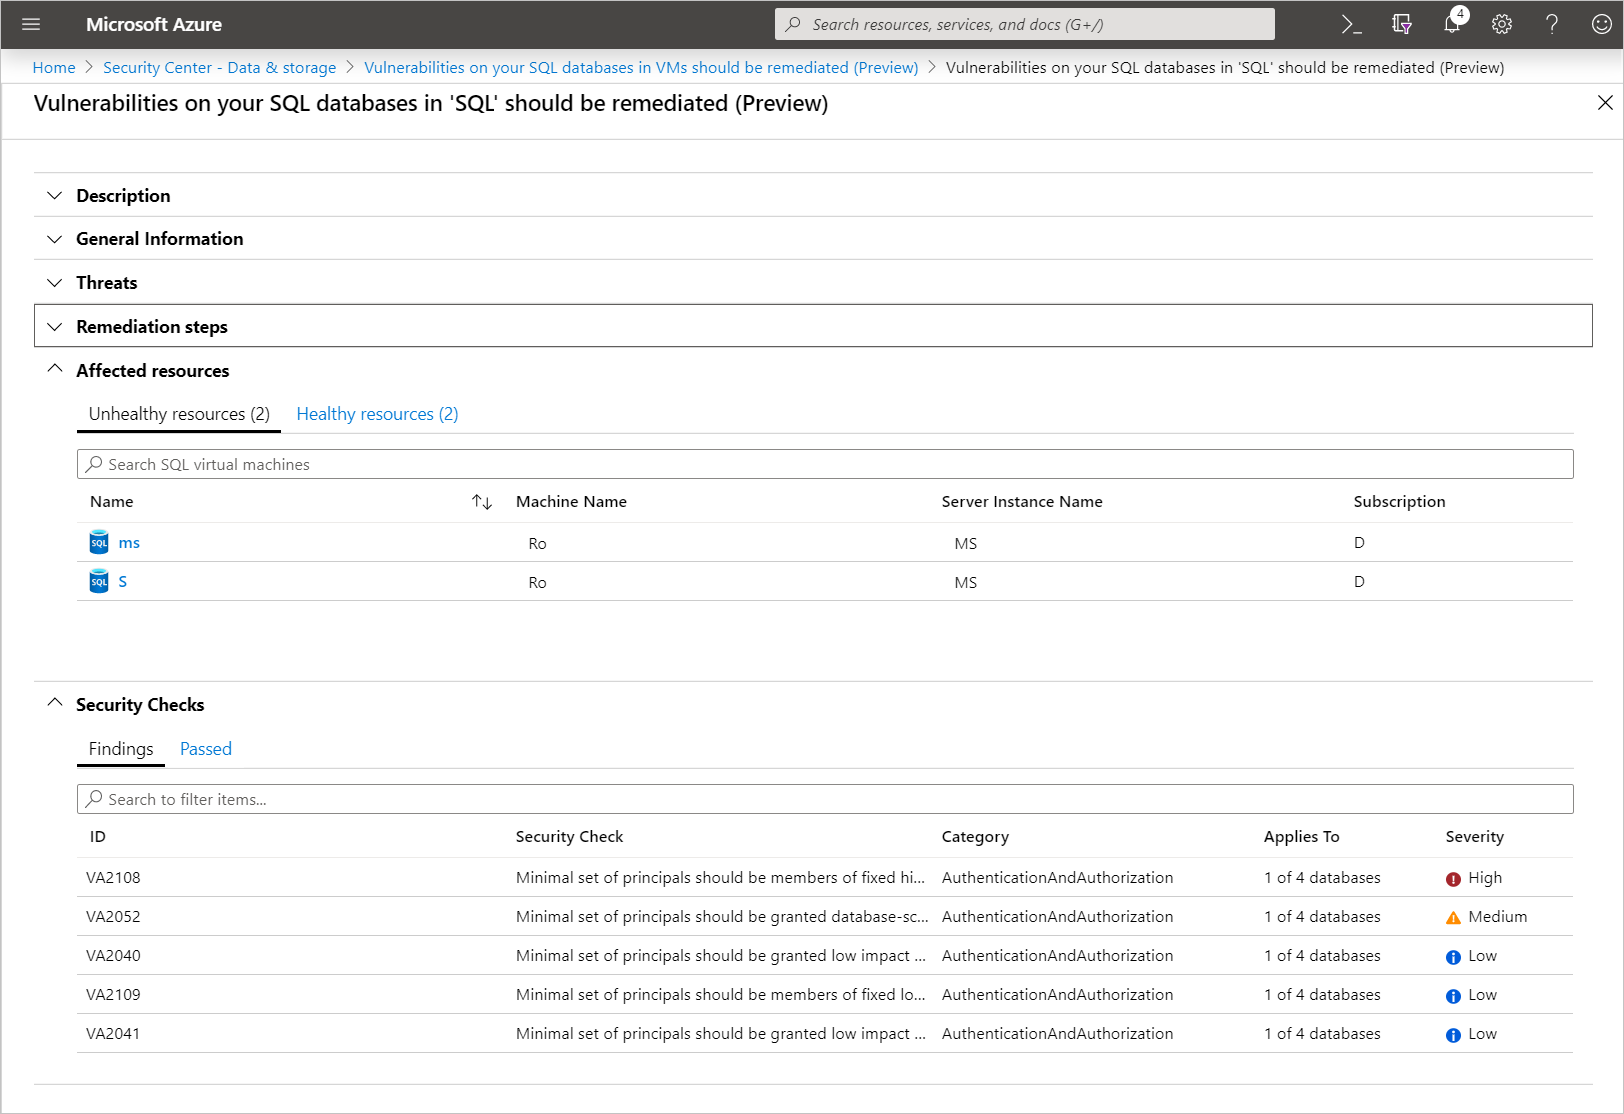 Microsoft Azure
Search resources, services, and docs (G+/)
4
Home > Security Center - Data & storage > Vulnerabilities on your SQL databases in VMs should be remediated (Preview) > Vulnerabilities on your SQL databases in 'SQL' should be remediated (Preview)
Vulnerabilities on your SQL databases in 'SQL' should be remediated (Preview)
Description
General Information
Threats
Remediation steps
Affected resources
Unhealthy resources (2) Healthy resources (2)
Search SQL virtual machines
Name Machine Name Server Instance Name Subscription
SQL ms Ro MS D
SQL S Ro MS D
Security Checks
Findings Passed
Search to filter items...
ID Security Check Category Applies To Severity
VA2108 Minimal set of principals should be members of fixed hi... AuthenticationAndAuthorization 1 of 4 databases High
VA2052 Minimal set of principals should be granted database-sc... AuthenticationAndAuthorization 1 of 4 databases Medium
VA2040 Minimal set of principals should be granted low impact ... AuthenticationAndAuthorization 1 of 4 databases Low
VA2109 Minimal set of principals should be members of fixed lo... AuthenticationAndAuthorization 1 of 4 databases Low
VA2041 Minimal set of principals should be granted low impact ... AuthenticationAndAuthorization 1 of 4 databases Low